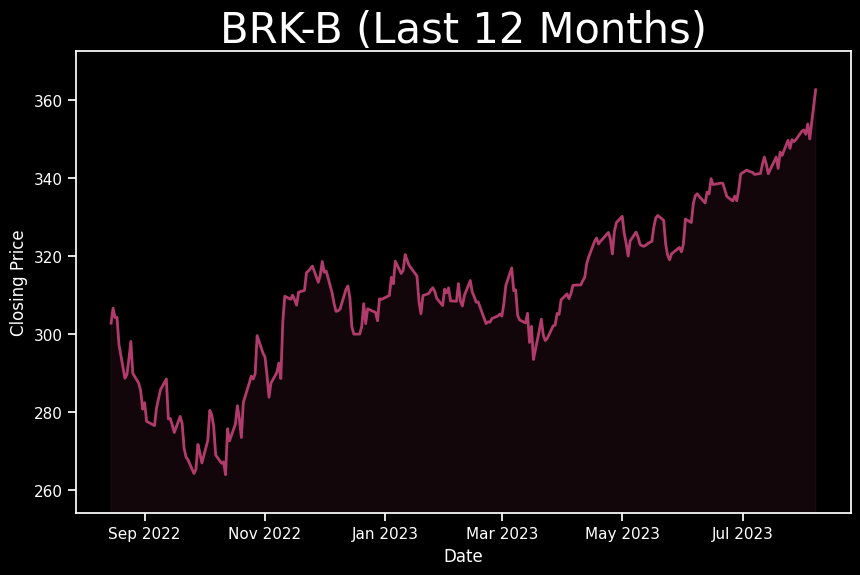 BRK-B (Last 12 Months)
Closing Price
360
340
320
300
280
260
Sep 2022 Nov 2022 Jan 2023 Mar 2023 May 2023 Jul 2023
Date